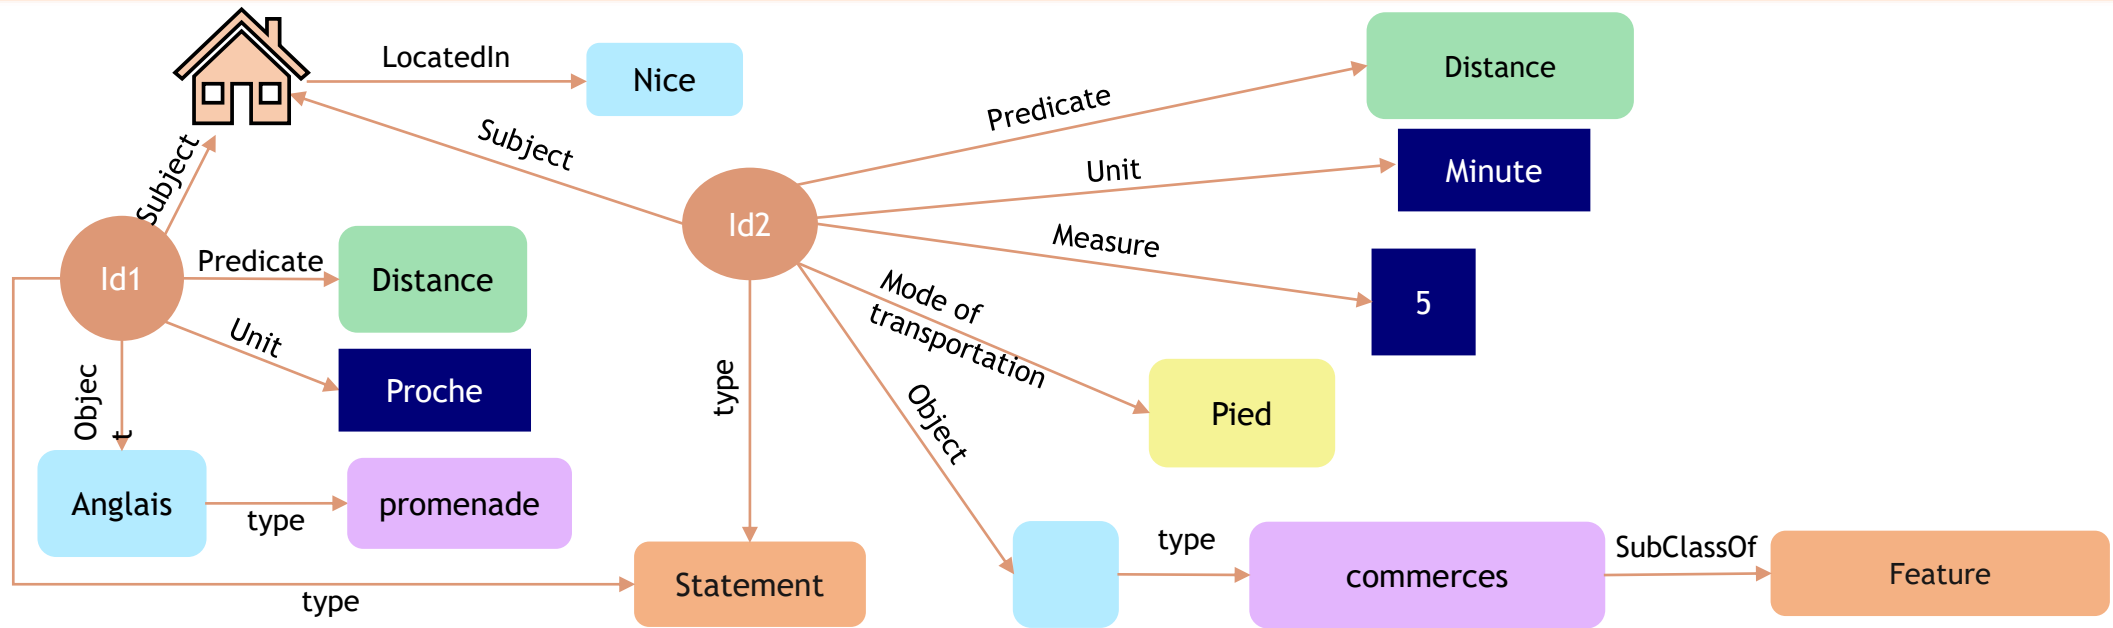 LocatedIn
Nice
Distance
Predicate
Subject
Unit
Minute
Subject
Id2
Measure
5
Id1
Predicate
Distance
Mode of
transportation
Unit
Proche
Objec
t
type
Object
Pied
Anglais
type
promenade
Statement
type
type
commerces
SubClassOf
Feature